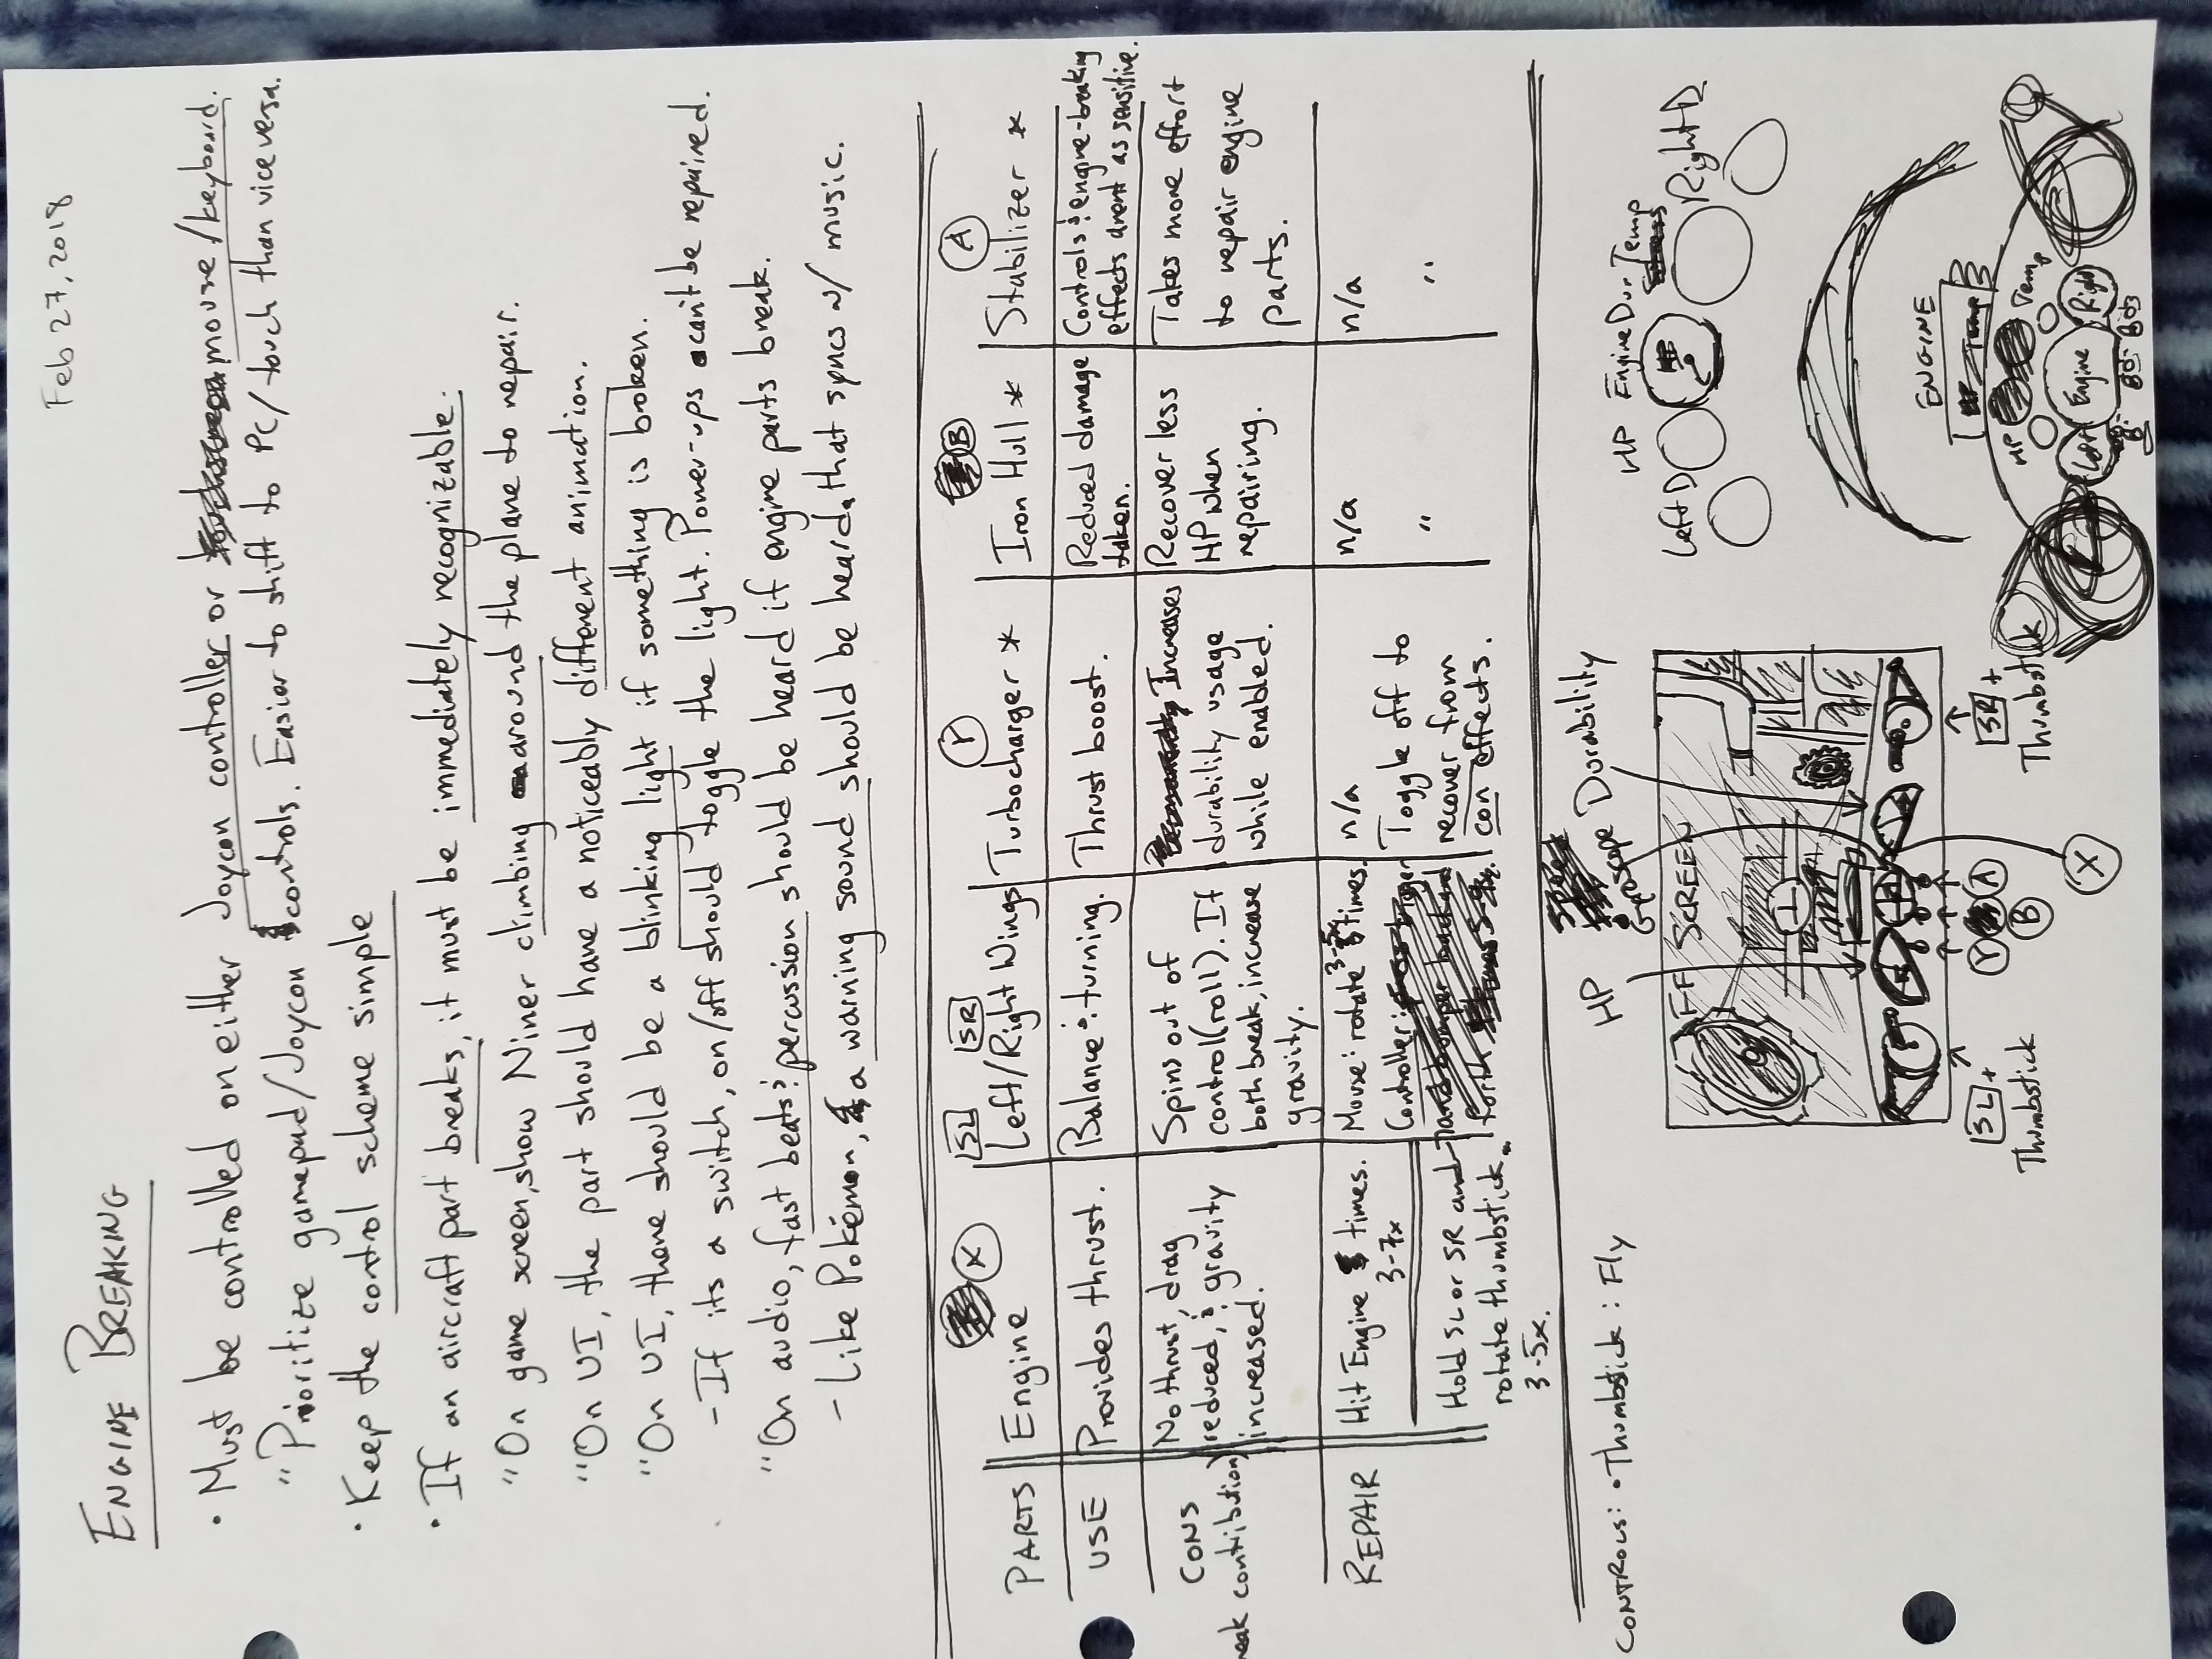 Feb 27, 2018
ENGINE BREAKING
• Must be controlled on either Joycon controller or mouse/keyboard.
" Prioritize gamepad/Joycon controls. Easier to shift to PC/touch than vice versa.
• Keep the control scheme simple
• If an aircraft part breaks, it must be immediately recognizable.
" On game screen, show Niner climbing around the plane to repair.
" On UI, the part should have a noticeably different animation.
" On UI, there should be a blinking light if something is broken.
- If its a switch, on/off should toggle the light. Power-ups can't be repaired.
" On audio, fast beats & percussion should be heard if engine parts break.
- Like Pokémon, a warning sound should be heard that syncs w/ music.
X SL SR Y B A
PARTS Engine Left/Right Wings Turbocharger * Iron Hull * Stabilizer *
USE
Provides thrust.
Balance & turning.
Thrust boost.
Reduced damage
taken.
Controls & engine-breaking
effects arent as sensitive.
CONS
contribution)
No thrust, drag
reduced, & gravity
increased.
Spins out of
control (roll). If
both break, increase
gravity.
Increases
durability usage
while enabled.
Recover less
HP when
repairing.
Takes more effort
to repair engine
parts.
REPAIR
Hit Engine times.
3-7x
Hold SL or SR and
rotate thumbstick.
3-5x.
Mouse: rotate 3-5x times.
Controller:
n/a
Toggle off to
recover from
con effects.
n/a
"
n/a
"
CONTROLS: • Thumbstick : Fly
HP Gyroscope Durability
OFF SCREEN
SL +
Thumbstick
Y A
B
X
SR +
Thumbstick
HP Engine Dur Temp
Left D Right D
ENGINE
HP Temp
Left Engine Right